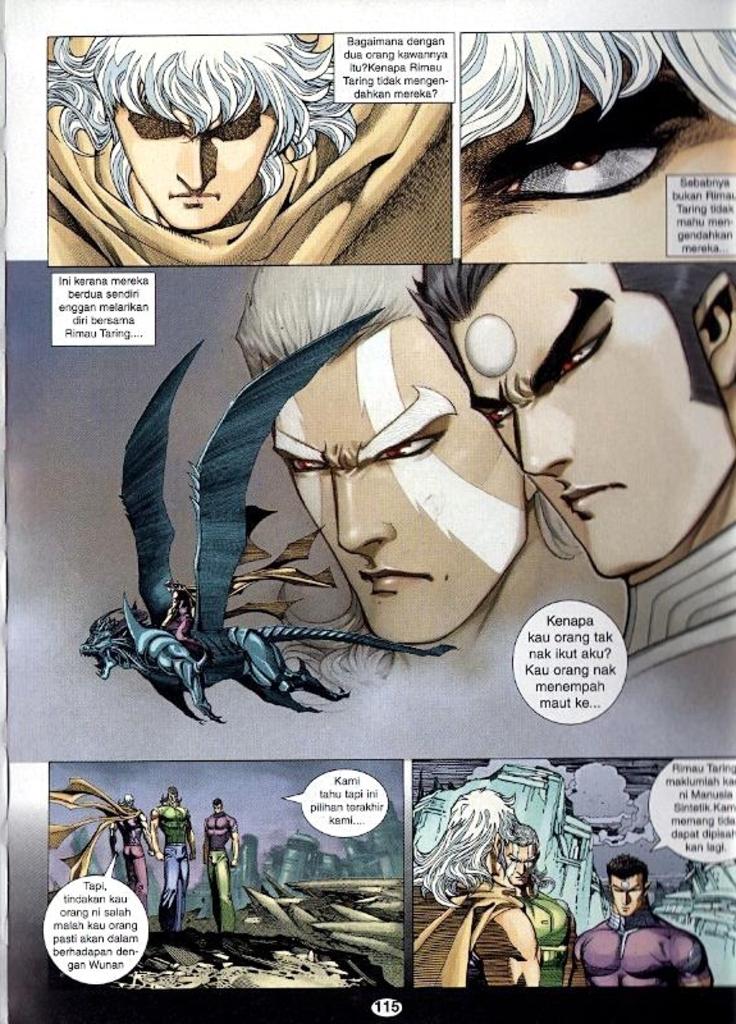 Bagaimana dengan
dua orang kawannya
itu?Kenapa Rimau
Taring tidak mengen-
dahkan mereka?
Sebabnya
bukan Rimau
Taring tidak
mahu men-
gendahkan
mereka...
Ini kerana mereka
berdua sendiri
enggan melarikan
diri bersama
Rimau Taring....
Kenapa
kau orang tak
nak ikut aku?
Kau orang nak
menempah
maut ke...
Kami
tahu tapi ini
pilihan terakhir
kami....
Tapi,
tindakan kau
orang ni salah
malah kau orang
pasti akan dalam
berhadapan den-
gan Wunan
Rimau Taring
maklumlah ka
ni Manusia
Sintetik.Kam
memang tida
dapat dipisah
kan lagi.
115